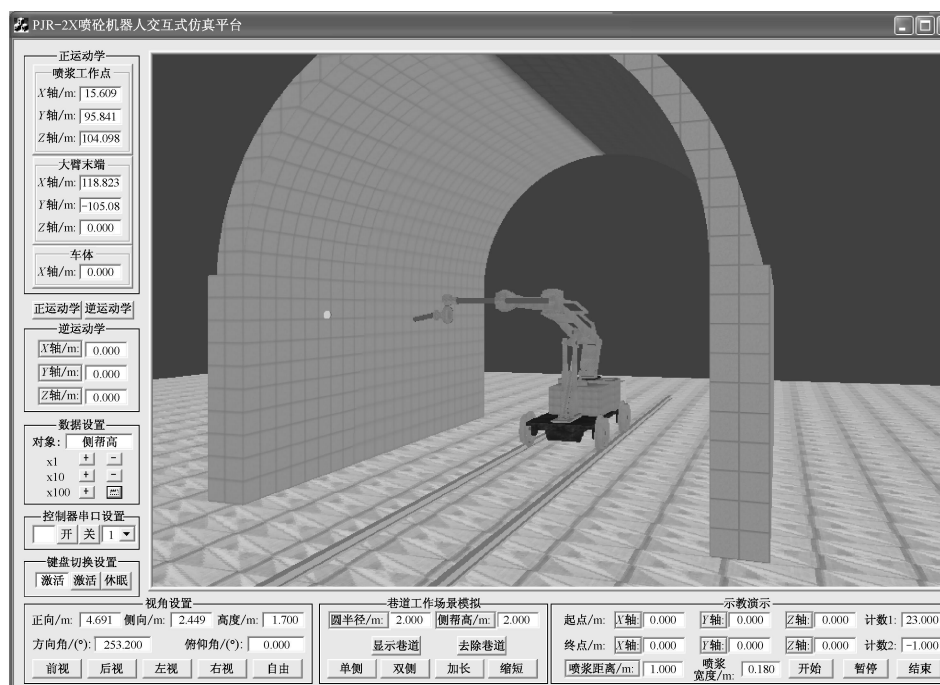 PJR-2X喷砼机器人交互式仿真平台
正运动学
喷浆工作点
X轴/m: 15.609
Y轴/m: 95.841
Z轴/m: 104.098
大臂末端
X轴/m: 118.823
Y轴/m: -105.08
Z轴/m: 0.000
车体
X轴/m: 0.000
正运动学 逆运动学
逆运动学
X轴/m: 0.000
Y轴/m: 0.000
Z轴/m: 0.000
数据设置
对象: 侧帮高
x1 + -
x10 + -
x100 +
控制器串口设置
开 关 1
键盘切换设置
激活 激活 休眠
视角设置
正向/m: 4.691 侧向/m: 2.449 高度/m: 1.700
方向角/(°): 253.200 俯仰角/(°): 0.000
前视 后视 左视 右视 自由
巷道工作场景模拟
圆半径/m: 2.000 侧帮高/m: 2.000
显示巷道 去除巷道
单侧 双侧 加长 缩短
示教演示
起点/m: X轴: 0.000 Y轴: 0.000 Z轴: 0.000 计数1: 23.000
终点/m: X轴: 0.000 Y轴: 0.000 Z轴: 0.000 计数2: -1.000
喷浆距离/m: 1.000 喷浆宽度/m: 0.180 开始 暂停 结束